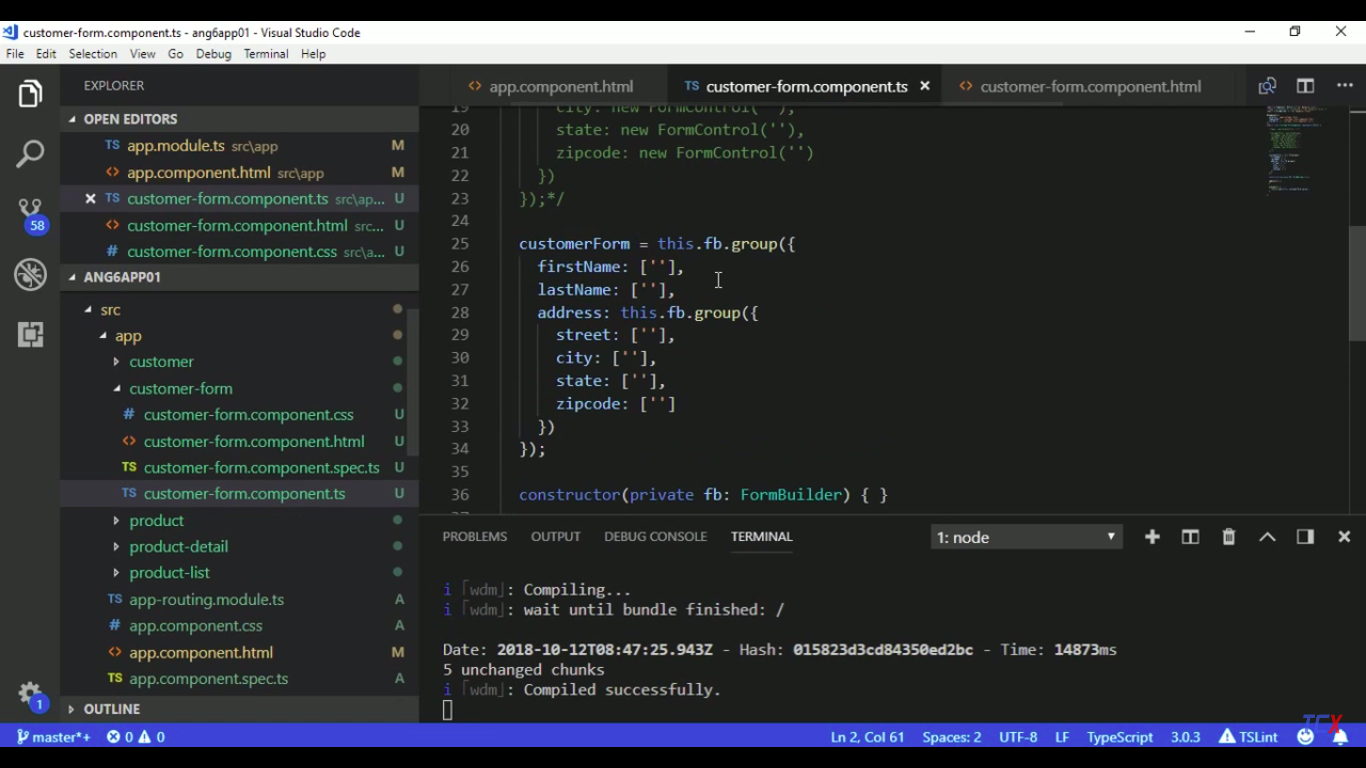 customer-form.component.ts - ang6app01 - Visual Studio Code
File Edit Selection View Go Debug Terminal Help
EXPLORER
OPEN EDITORS
TS app.module.ts src\app M
<> app.component.html src\app M
× TS customer-form.component.ts src\ap... U
<> customer-form.component.html src... U
# customer-form.component.css src\a... U
ANG6APP01
src
app
customer
customer-form
# customer-form.component.css U
<> customer-form.component.html U
TS customer-form.component.spec.ts U
TS customer-form.component.ts U
product
product-detail
product-list
TS app-routing.module.ts A
# app.component.css A
<> app.component.html M
TS app.component.spec.ts A
OUTLINE
58
1
<> app.component.html TS customer-form.component.ts × <> customer-form.component.html
19 city: new FormControl(''),
20 state: new FormControl(''),
21 zipcode: new FormControl('')
22 })
23 });*/
24
25 customerForm = this.fb.group({
26 firstName: [''],
27 lastName: [''],
28 address: this.fb.group({
29 street: [''],
30 city: [''],
31 state: [''],
32 zipcode: ['']
33 })
34 });
35
36 constructor(private fb: FormBuilder) { }
PROBLEMS OUTPUT DEBUG CONSOLE TERMINAL 1: node
i ｢wdm｣: Compiling...
i ｢wdm｣: wait until bundle finished: /
Date: 2018-10-12T08:47:25.943Z - Hash: 015823d3cd84350ed2bc - Time: 14873ms
5 unchanged chunks
i ｢wdm｣: Compiled successfully.
master*+ 0 0 Ln 2, Col 61 Spaces: 2 UTF-8 LF TypeScript 3.0.3 TSLint